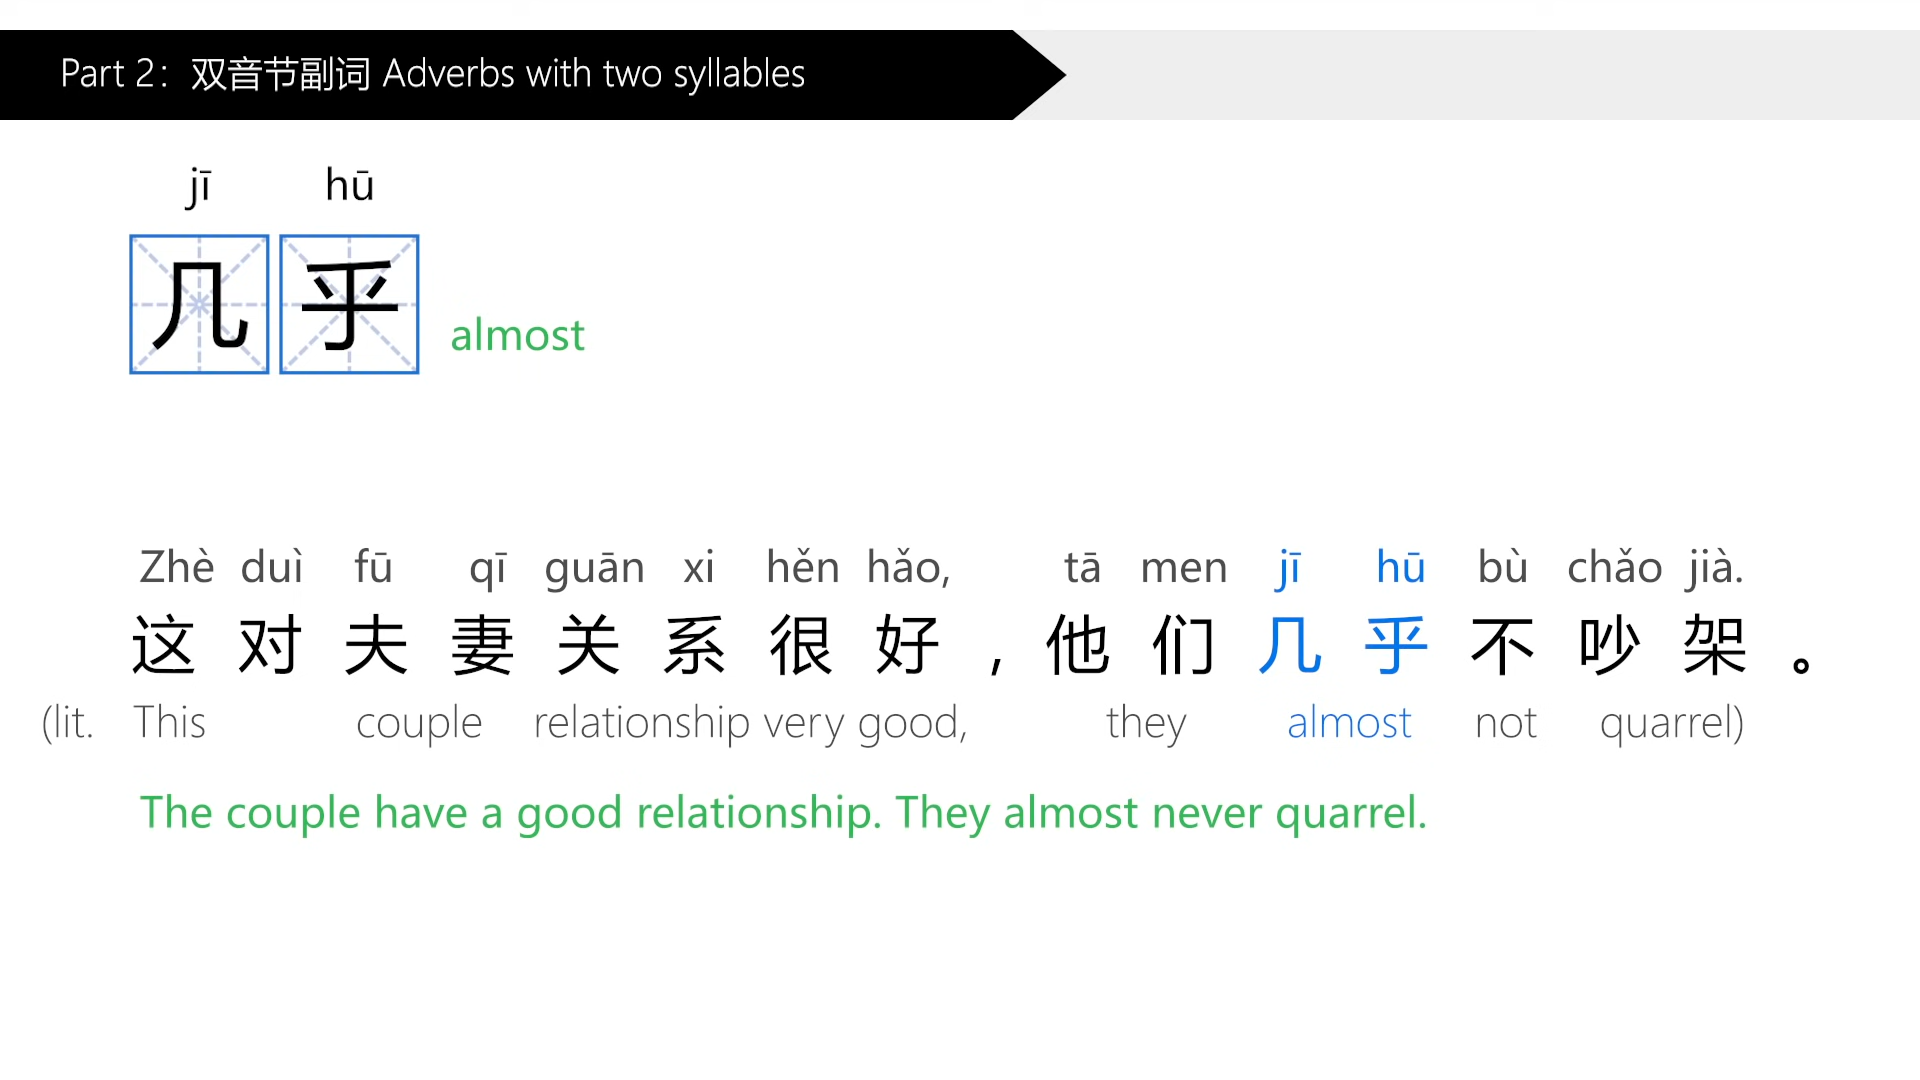 Part 2：双音节副词 Adverbs with two syllables
jī hū
几乎 almost
Zhè duì fū qī guān xi hěn hǎo, tā men jī hū bù chǎo jià.
这对夫妻关系很好，他们几乎不吵架。
(lit. This couple relationship very good, they almost not quarrel)
The couple have a good relationship. They almost never quarrel.